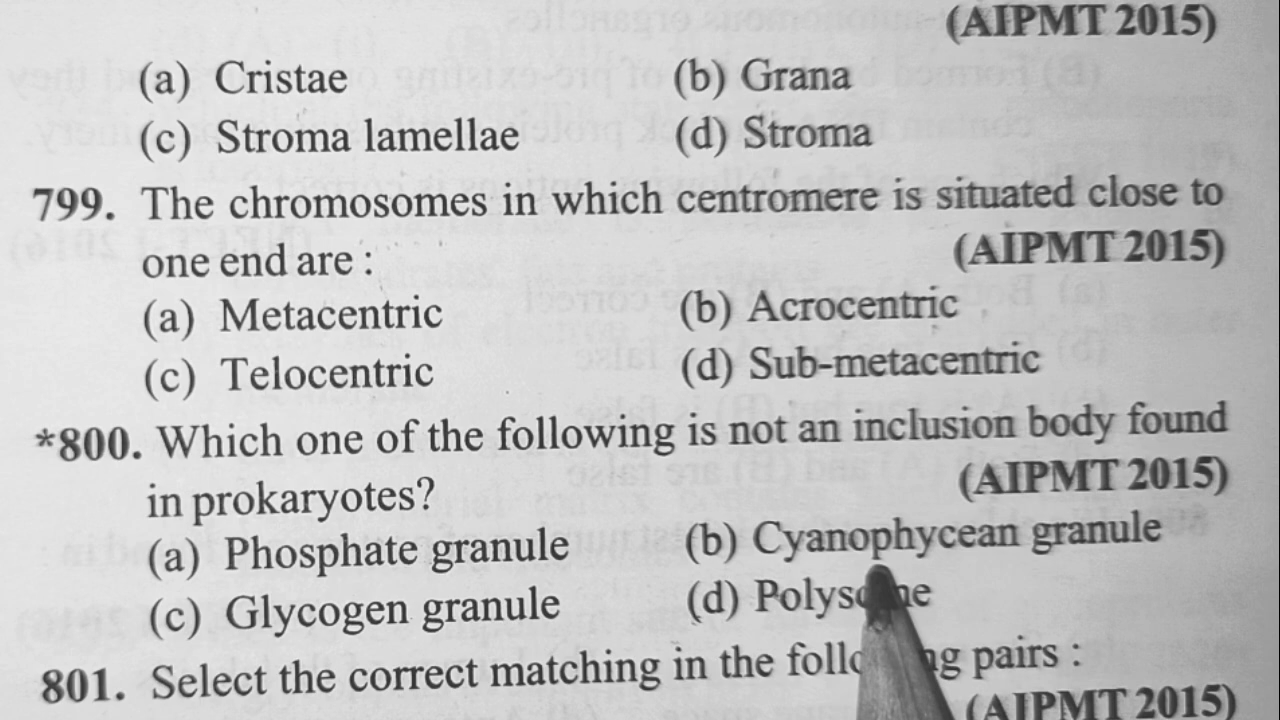 (AIPMT 2015)
(a) Cristae (b) Grana
(c) Stroma lamellae (d) Stroma
799. The chromosomes in which centromere is situated close to
one end are : (AIPMT 2015)
(a) Metacentric (b) Acrocentric
(c) Telocentric (d) Sub-metacentric
*800. Which one of the following is not an inclusion body found
in prokaryotes? (AIPMT 2015)
(a) Phosphate granule (b) Cyanophycean granule
(c) Glycogen granule (d) Polysome
801. Select the correct matching in the following pairs :
(AIPMT 2015)